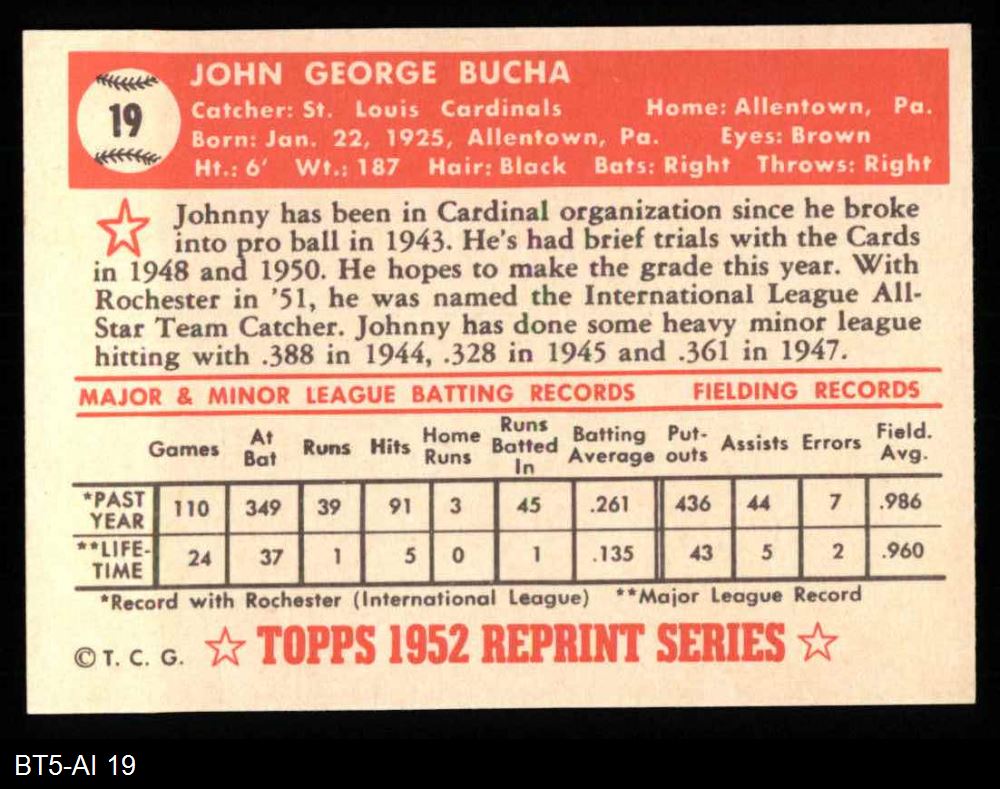 19
JOHN GEORGE BUCHA
Catcher: St. Louis Cardinals Home: Allentown, Pa.
Born: Jan. 22, 1925, Allentown, Pa. Eyes: Brown
Ht.: 6' Wt.: 187 Hair: Black Bats: Right Throws: Right
Johnny has been in Cardinal organization since he broke
into pro ball in 1943. He's had brief trials with the Cards
in 1948 and 1950. He hopes to make the grade this year. With
Rochester in '51, he was named the International League All-
Star Team Catcher. Johnny has done some heavy minor league
hitting with .388 in 1944, .328 in 1945 and .361 in 1947.
MAJOR & MINOR LEAGUE BATTING RECORDS FIELDING RECORDS
Games At Bat Runs Hits Home Runs Runs Batted In Batting Average Put-outs Assists Errors Field. Avg.
*PAST YEAR 110 349 39 91 3 45 .261 436 44 7 .986
**LIFE-TIME 24 37 1 5 0 1 .135 43 5 2 .960
*Record with Rochester (International League) **Major League Record
© T. C. G. TOPPS 1952 REPRINT SERIES
BT5-AI 19